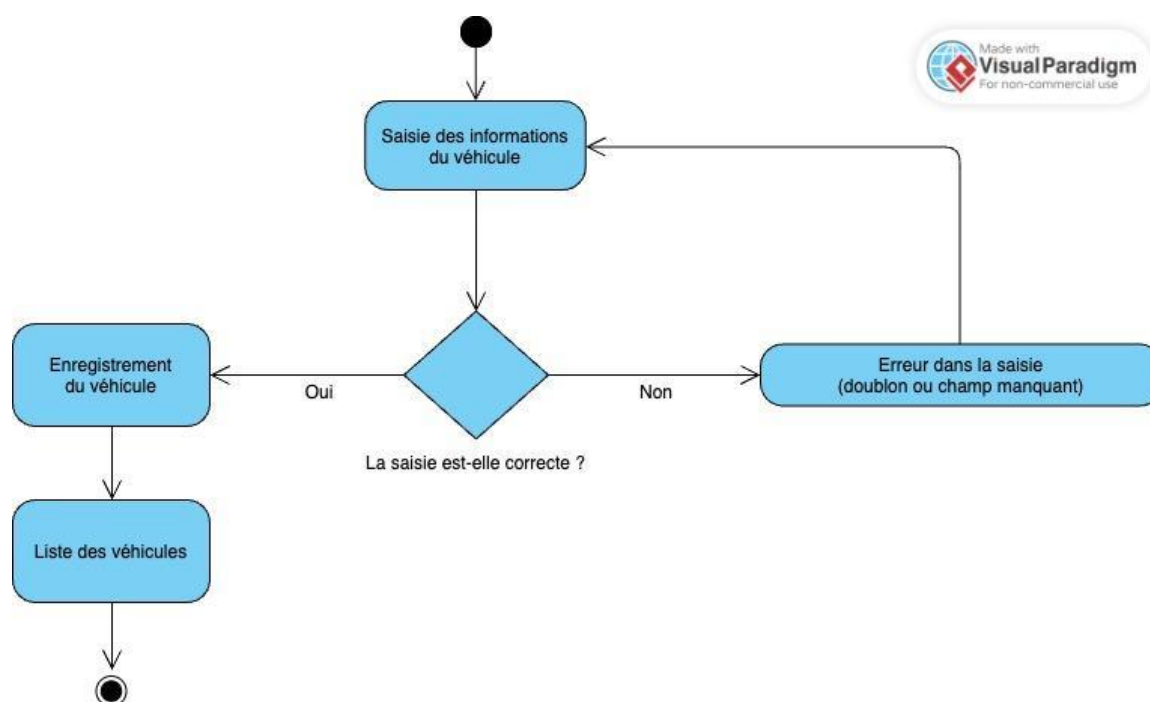 Made with
Visual Paradigm
For non-commercial use
Saisie des informations
du véhicule
Enregistrement
du véhicule
Oui
Non
Erreur dans la saisie
(doublon ou champ manquant)
La saisie est-elle correcte ?
Liste des véhicules